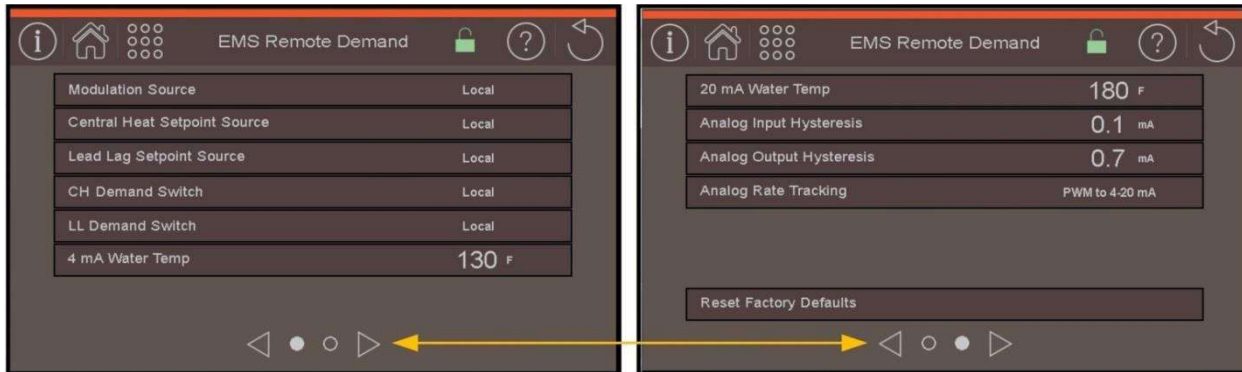 EMS Remote Demand
Modulation Source Local
Central Heat Setpoint Source Local
Lead Lag Setpoint Source Local
CH Demand Switch Local
LL Demand Switch Local
4 mA Water Temp 130 F
EMS Remote Demand
20 mA Water Temp 180 F
Analog Input Hysteresis 0.1 mA
Analog Output Hysteresis 0.7 mA
Analog Rate Tracking PWM to 4-20 mA
Reset Factory Defaults